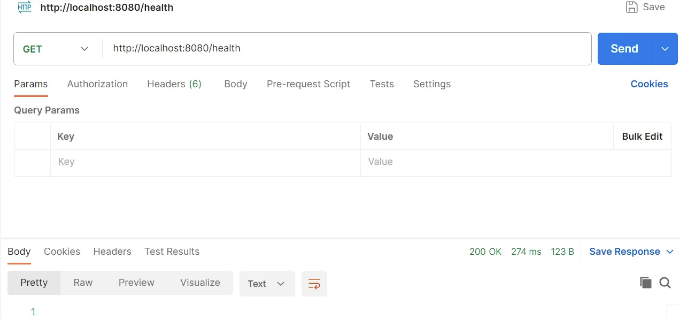 HTTP http://localhost:8080/health Save
GET http://localhost:8080/health Send
Params Authorization Headers (6) Body Pre-request Script Tests Settings Cookies
Query Params
Key Value Bulk Edit
Key Value
Body Cookies Headers Test Results 200 OK 274 ms 123 B Save Response
Pretty Raw Preview Visualize Text
1